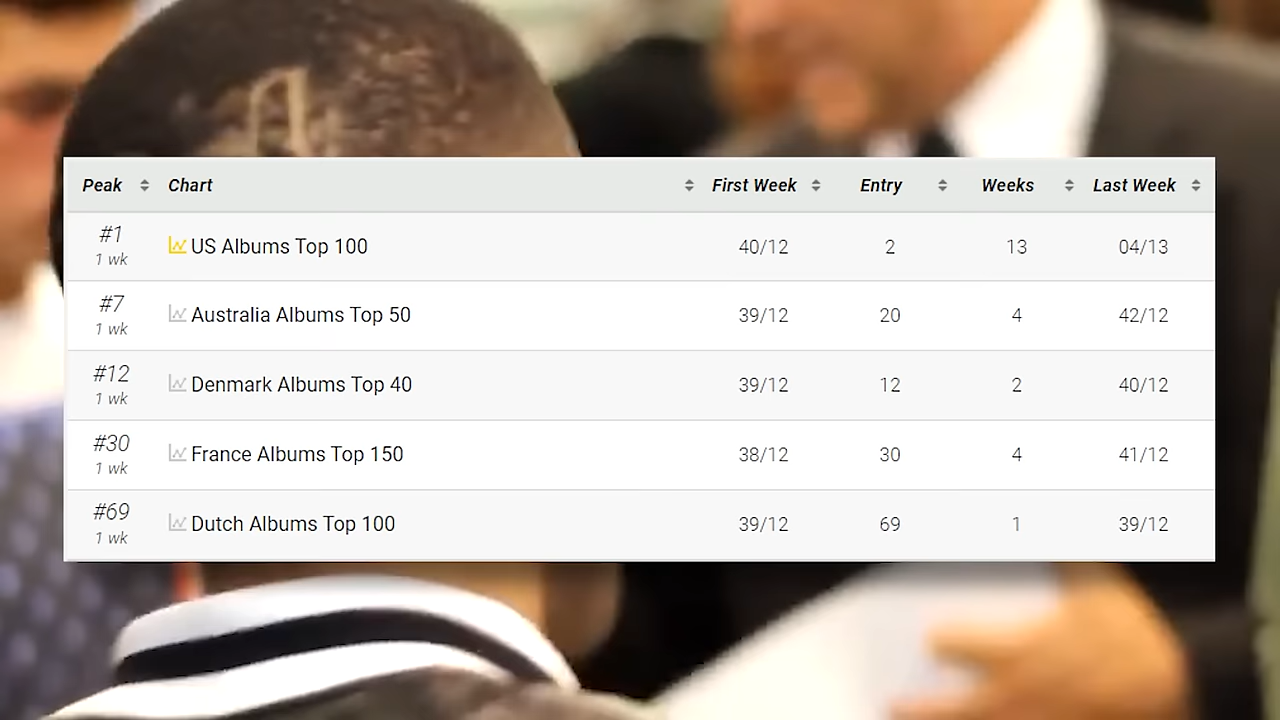 Peak Chart First Week Entry Weeks Last Week
#1 1 wk US Albums Top 100 40/12 2 13 04/13
#7 1 wk Australia Albums Top 50 39/12 20 4 42/12
#12 1 wk Denmark Albums Top 40 39/12 12 2 40/12
#30 1 wk France Albums Top 150 38/12 30 4 41/12
#69 1 wk Dutch Albums Top 100 39/12 69 1 39/12